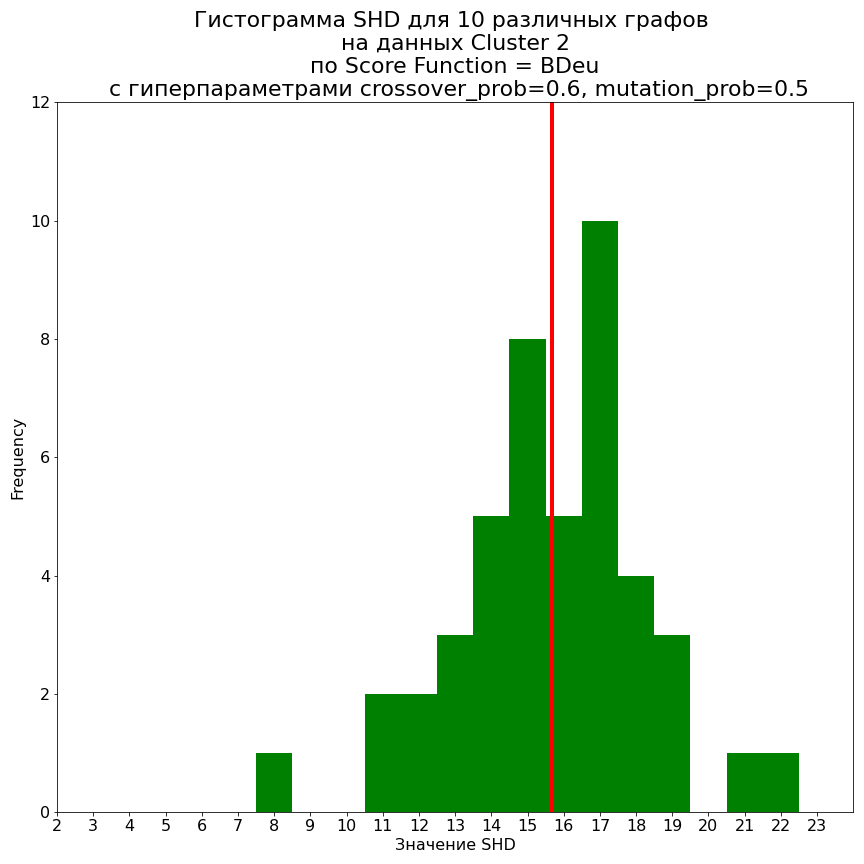 Гистограмма SHD для 10 различных графов
на данных Cluster 2
по Score Function = BDeu
с гиперпараметрами crossover_prob=0.6, mutation_prob=0.5
12
10
8
6
4
2
0
Frequency
2 3 4 5 6 7 8 9 10 11 12 13 14 15 16 17 18 19 20 21 22 23
Значение SHD